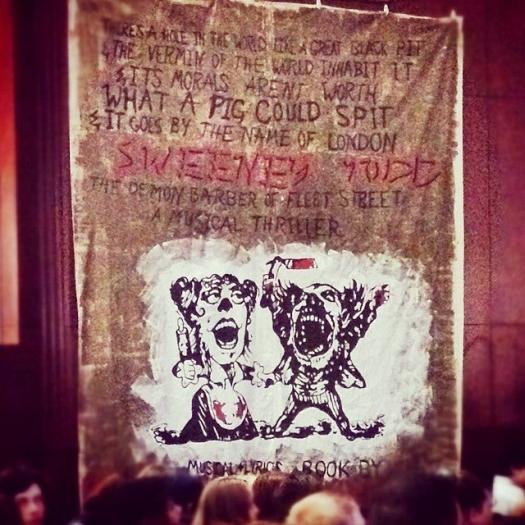 THERE'S A HOLE IN THE WORLD LIKE A GREAT BLACK PIT
& THE VERMIN OF THE WORLD INHABIT IT
& ITS MORALS ARENT WORTH
WHAT A PIG COULD SPIT
& IT GOES BY THE NAME OF LONDON
SWEENEY TODD
THE DEMON BARBER OF FLEET STREET
A MUSICAL THRILLER
MUSICAL + LYRICS & BOOK BY